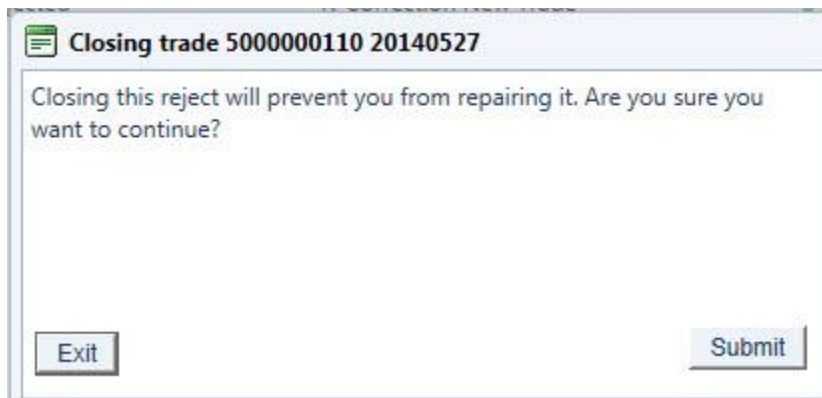 Closing trade 5000000110 20140527
Closing this reject will prevent you from repairing it. Are you sure you
want to continue?
Exit
Submit